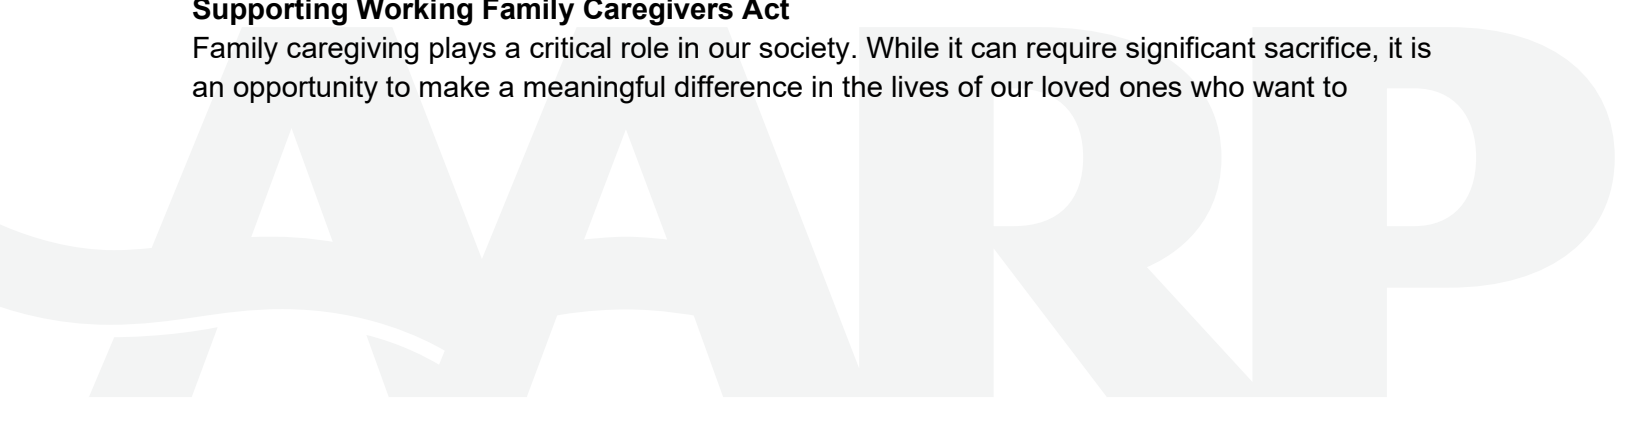 Supporting Working Family Caregivers Act
Family caregiving plays a critical role in our society. While it can require significant sacrifice, it is
an opportunity to make a meaningful difference in the lives of our loved ones who want to
AARP